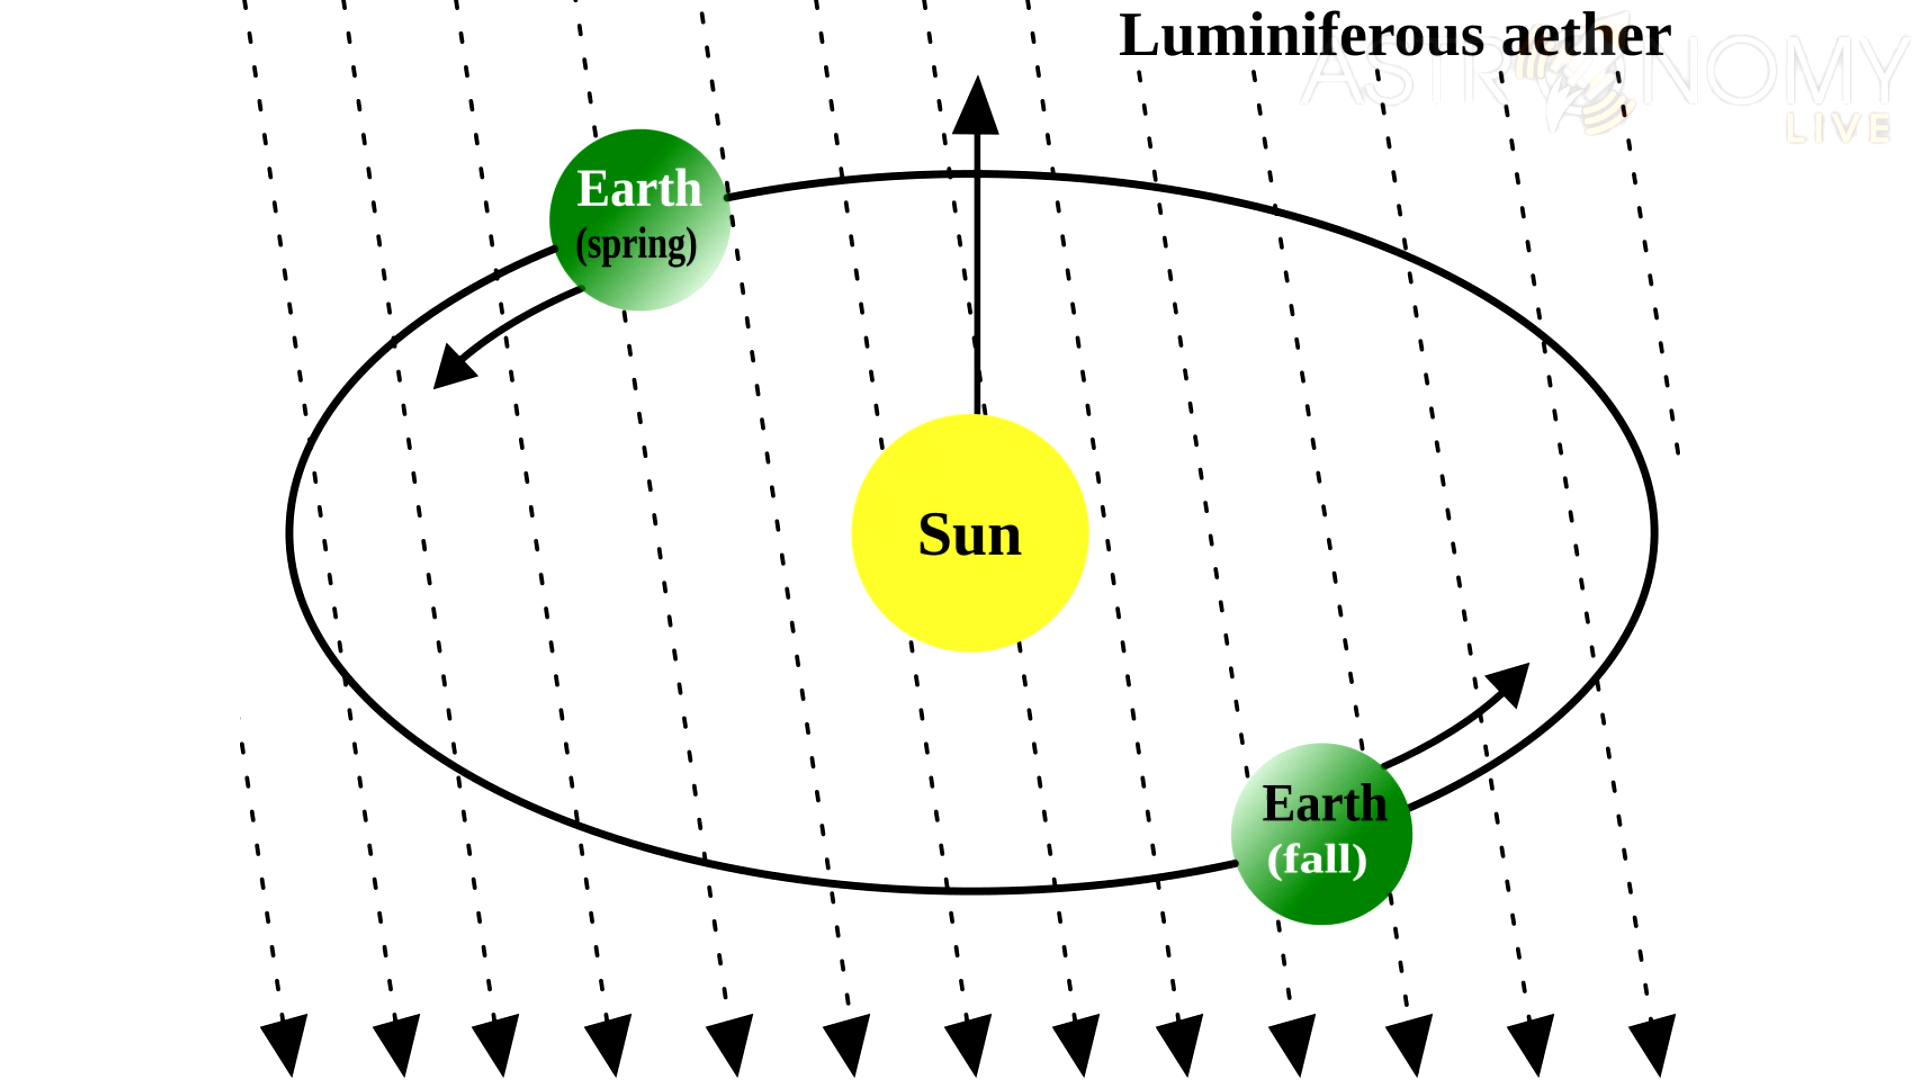 Luminiferous aether
ASTRONOMY
LIVE
Earth
(spring)
Sun
Earth
(fall)